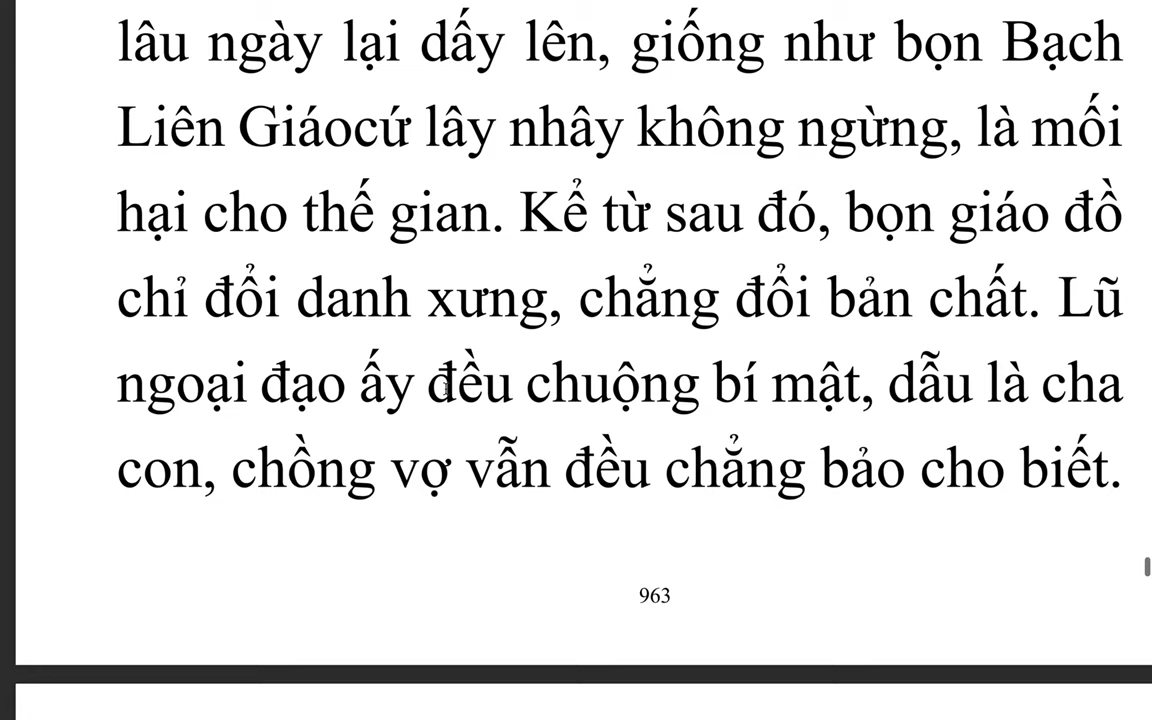 lâu ngày lại dấy lên, giống như bọn Bạch
Liên Giáocứ lây nhây không ngừng, là mối
hại cho thế gian. Kể từ sau đó, bọn giáo đồ
chỉ đổi danh xưng, chẳng đổi bản chất. Lũ
ngoại đạo ấy đều chuộng bí mật, dẫu là cha
con, chồng vợ vẫn đều chẳng bảo cho biết.
963